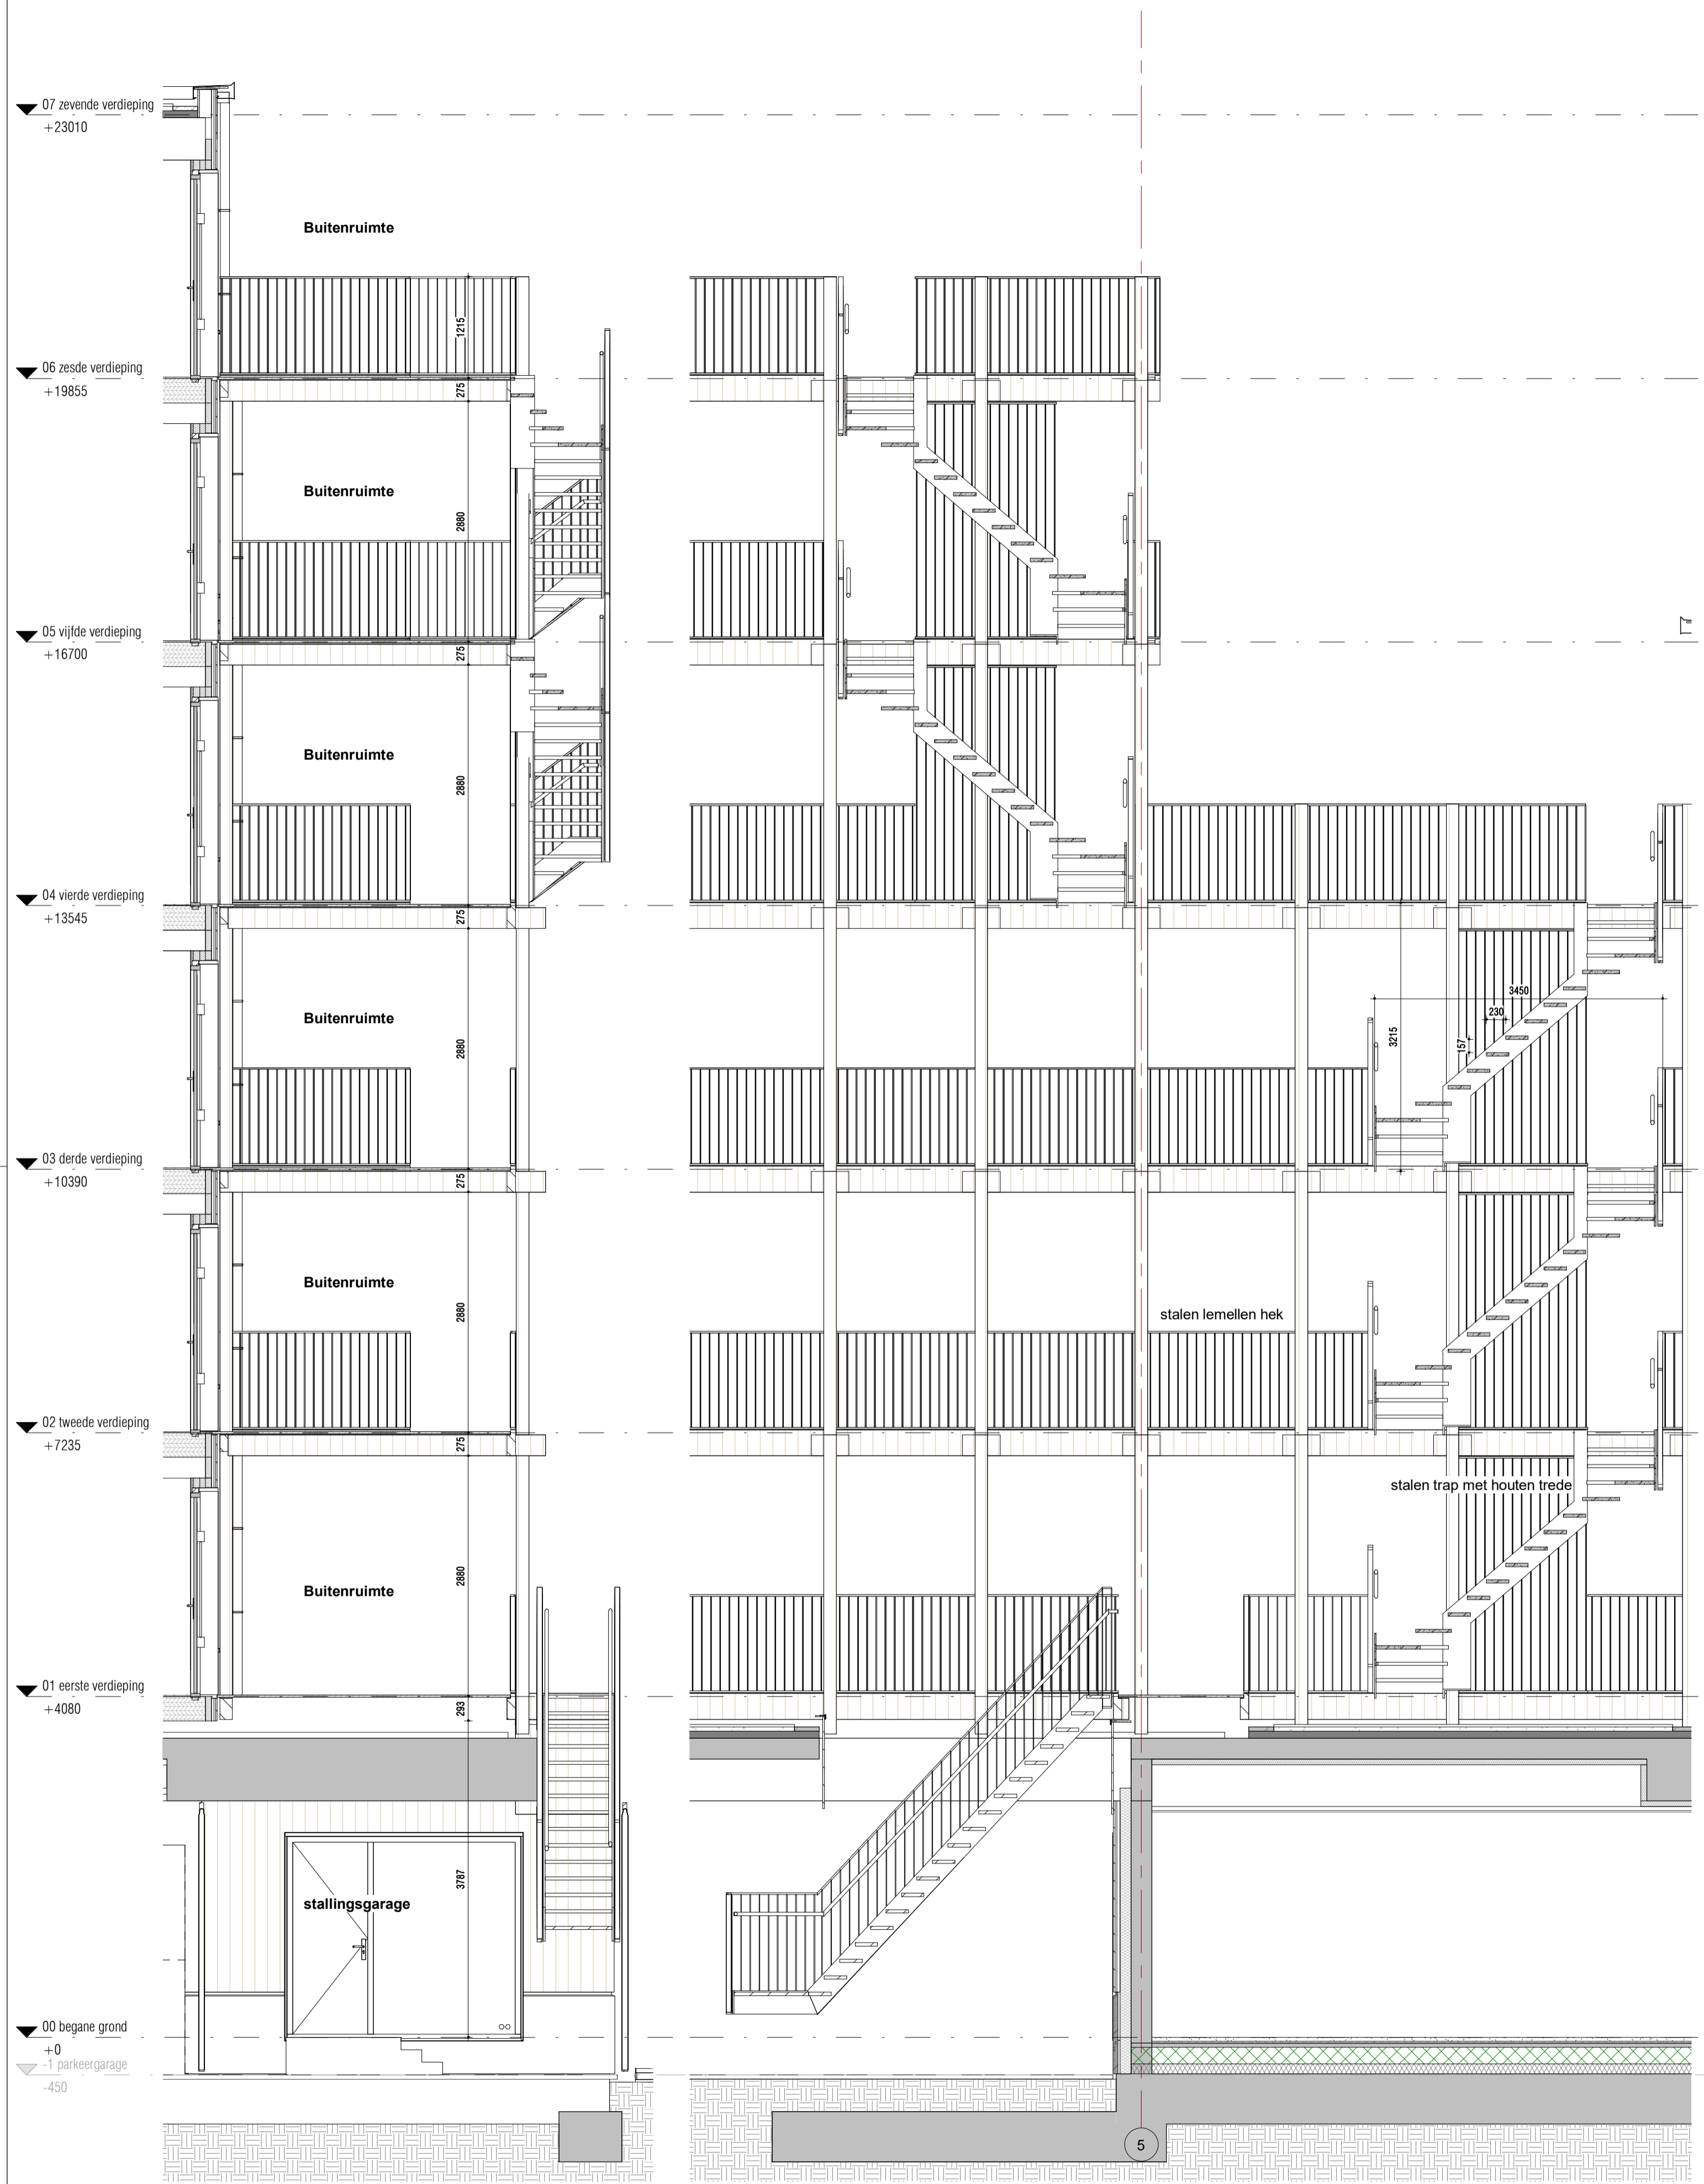 07 zevende verdieping
+23010
Buitenruimte
1215
06 zesde verdieping
+19855
275
Buitenruimte
2880
05 vijfde verdieping
+16700
275
Buitenruimte
2880
04 vierde verdieping
+13545
275
Buitenruimte
2880
3450
230
3215
157
03 derde verdieping
+10390
275
Buitenruimte
2880
stalen lemellen hek
02 tweede verdieping
+7235
275
stalen trap met houten trede
Buitenruimte
2880
01 eerste verdieping
+4080
293
3787
stallingsgarage
00 begane grond
+0
-1 parkeergarage
-450
5